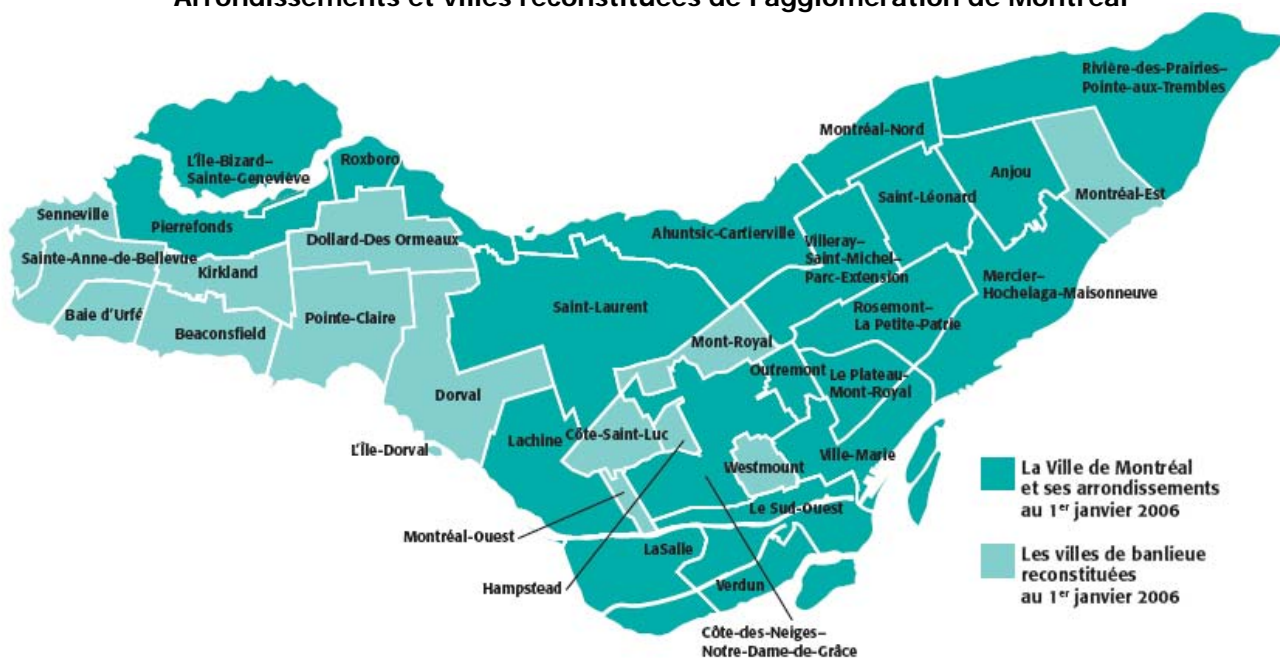 Arrondissements et villes reconstituées de l'agglomération de Montréal
Rivière-des-Prairies–
Pointe-aux-Trembles
Montréal-Nord
L'Île-Bizard–
Sainte-Geneviève
Roxboro
Anjou
Saint-Léonard
Montréal-Est
Senneville
Pierrefonds
Dollard-Des Ormeaux
Ahuntsic-Cartierville
Villeray–
Saint-Michel–
Parc-Extension
Sainte-Anne-de-Bellevue
Kirkland
Mercier–
Hochelaga-Maisonneuve
Saint-Laurent
Rosemont–
La Petite-Patrie
Baie d'Urfé
Beaconsfield
Pointe-Claire
Mont-Royal
Outremont
Le Plateau-
Mont-Royal
Dorval
L'Île-Dorval
Lachine
Côte-Saint-Luc
Ville-Marie
Westmount
Le Sud-Ouest
Montréal-Ouest
LaSalle
Hampstead
Verdun
Côte-des-Neiges–
Notre-Dame-de-Grâce
La Ville de Montréal
et ses arrondissements
au 1er janvier 2006
Les villes de banlieue
reconstituées
au 1er janvier 2006